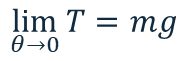 lim T = mg
θ→0